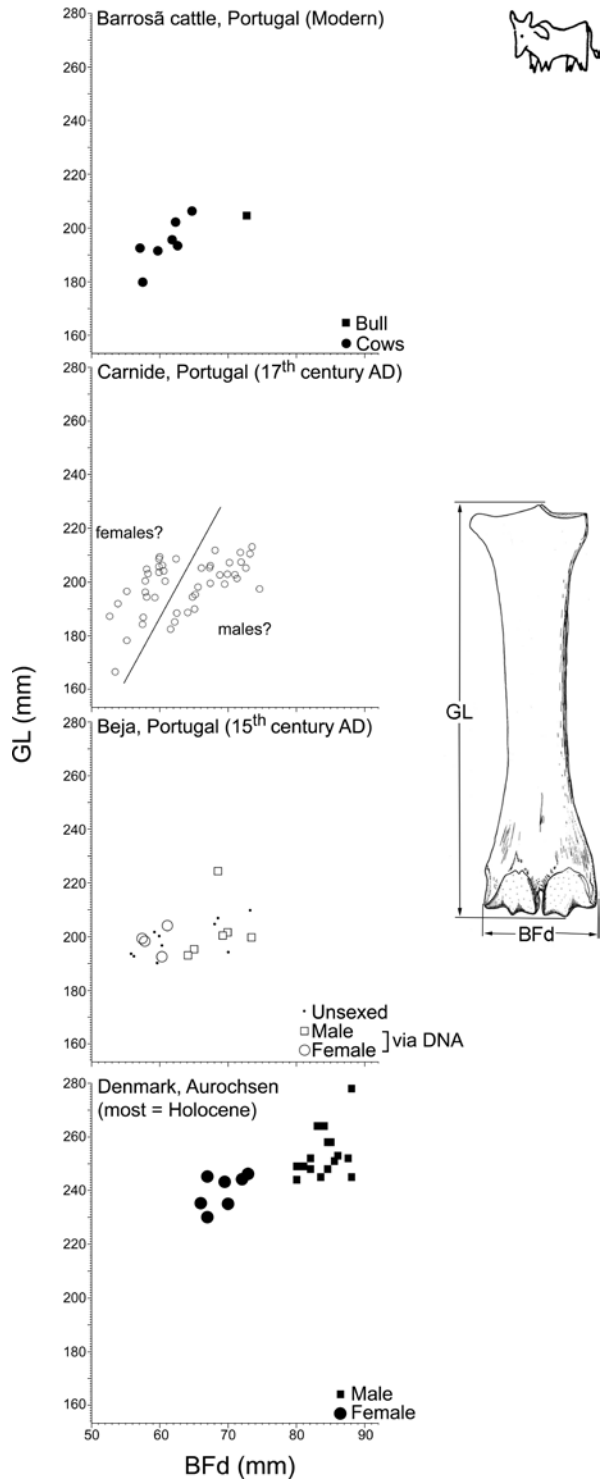 Barrosã cattle, Portugal (Modern)
280
260
240
220
200
180
160
Bull
Cows
Carnide, Portugal (17th century AD)
280
260
240
220
200
180
160
females?
males?
Beja, Portugal (15th century AD)
280
260
240
220
200
180
160
Unsexed
Male
Female
via DNA
Denmark, Aurochsen
(most = Holocene)
280
260
240
220
200
180
160
Male
Female
50 60 70 80 90
BFd (mm)
GL (mm)
GL
BFd